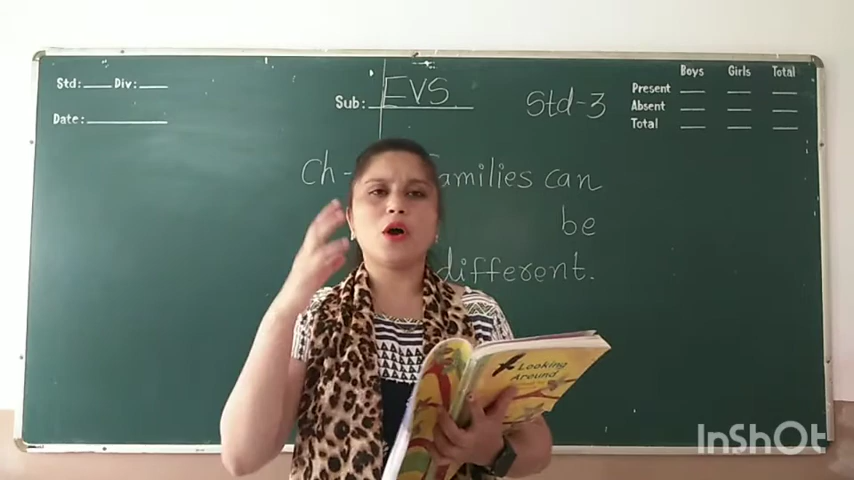 Std: Div:
Date:
Sub: EVS
Std-3
Boys Girls Total
Present
Absent
Total
Ch - amilies can
be
different.
Looking
Around
InShOt